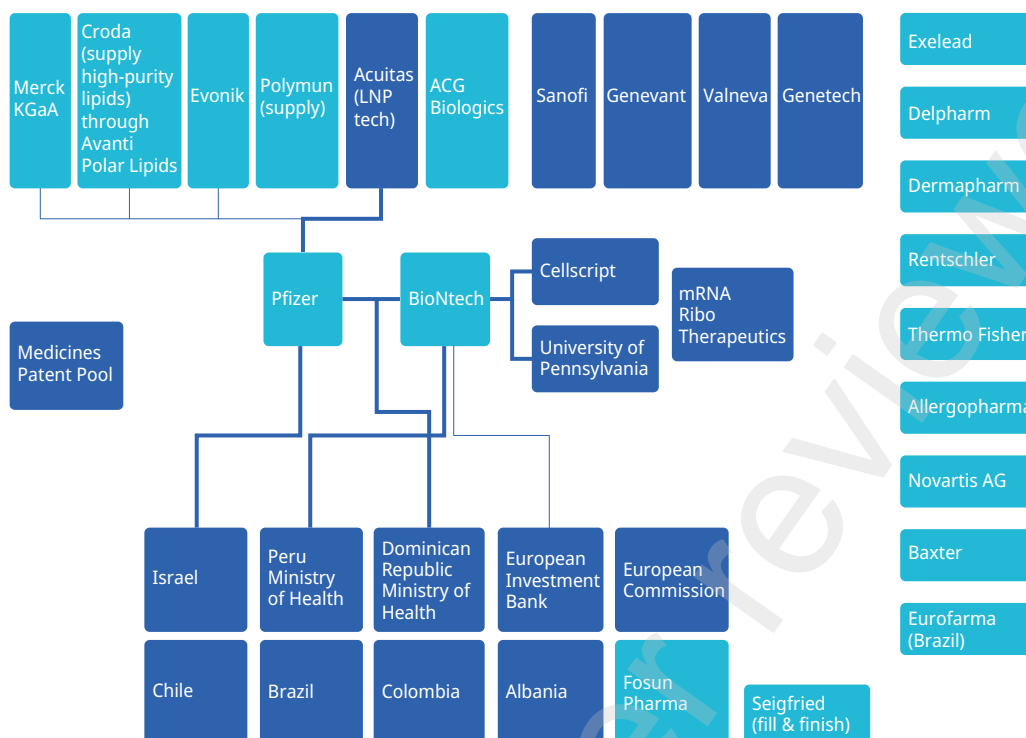 Merck
KGaA
Croda
(supply
high-purity
lipids)
through
Avanti
Polar Lipids
Evonik
Polymun
(supply)
Acuitas
(LNP
tech)
ACG
Biologics
Sanofi
Genevant
Valneva
Genetech
Exelead
Delpharm
Dermapharm
Rentschler
Thermo Fisher
Allergopharma
Novartis AG
Baxter
Eurofarma
(Brazil)
Pfizer
BioNtech
Cellscript
University of
Pennsylvania
mRNA
Ribo
Therapeutics
Medicines
Patent Pool
Israel
Peru
Ministry
of Health
Dominican
Republic
Ministry of
Health
European
Investment
Bank
European
Commission
Chile
Brazil
Colombia
Albania
Fosun
Pharma
Seigfried
(fill & finish)
er review